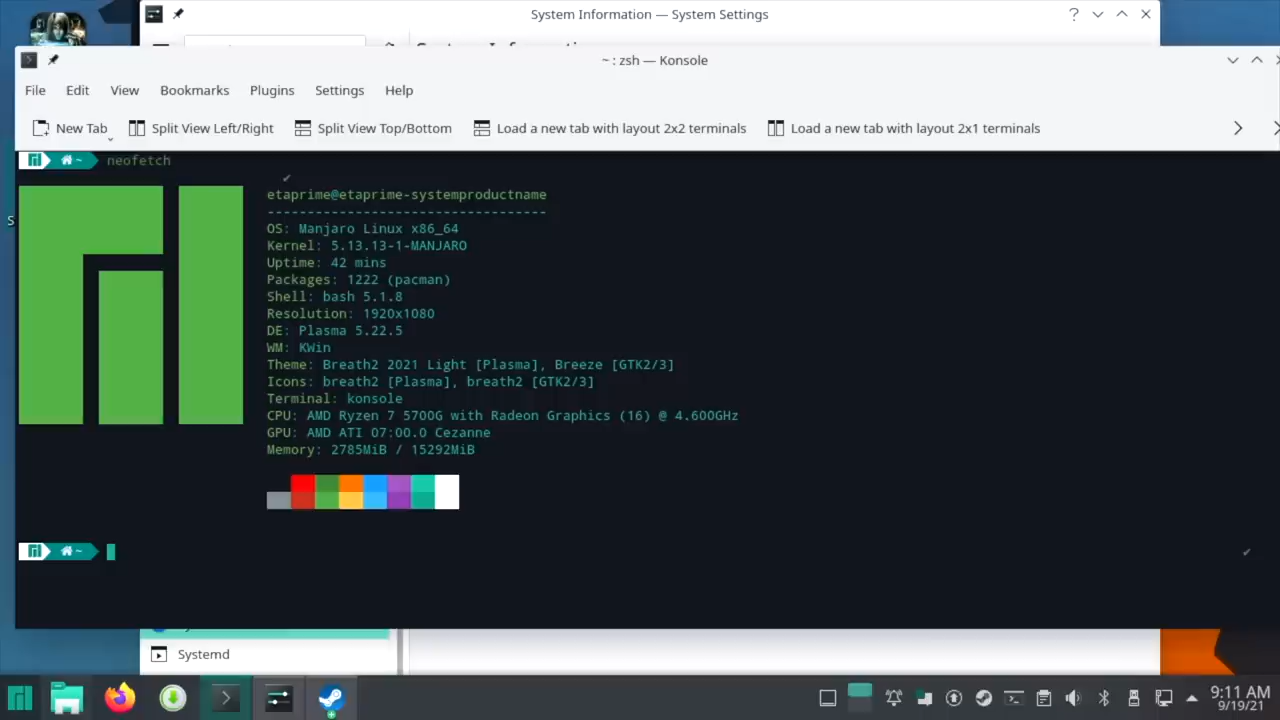 System Information — System Settings
~ : zsh — Konsole
File Edit View Bookmarks Plugins Settings Help
New Tab Split View Left/Right Split View Top/Bottom Load a new tab with layout 2x2 terminals Load a new tab with layout 2x1 terminals
~ neofetch
etaprime@etaprime-systemproductname
-----------------------------------
OS: Manjaro Linux x86_64
Kernel: 5.13.13-1-MANJARO
Uptime: 42 mins
Packages: 1222 (pacman)
Shell: bash 5.1.8
Resolution: 1920x1080
DE: Plasma 5.22.5
WM: KWin
Theme: Breath2 2021 Light [Plasma], Breeze [GTK2/3]
Icons: breath2 [Plasma], breath2 [GTK2/3]
Terminal: konsole
CPU: AMD Ryzen 7 5700G with Radeon Graphics (16) @ 4.600GHz
GPU: AMD ATI 07:00.0 Cezanne
Memory: 2785MiB / 15292MiB
~
Systemd
9:11 AM
9/19/21